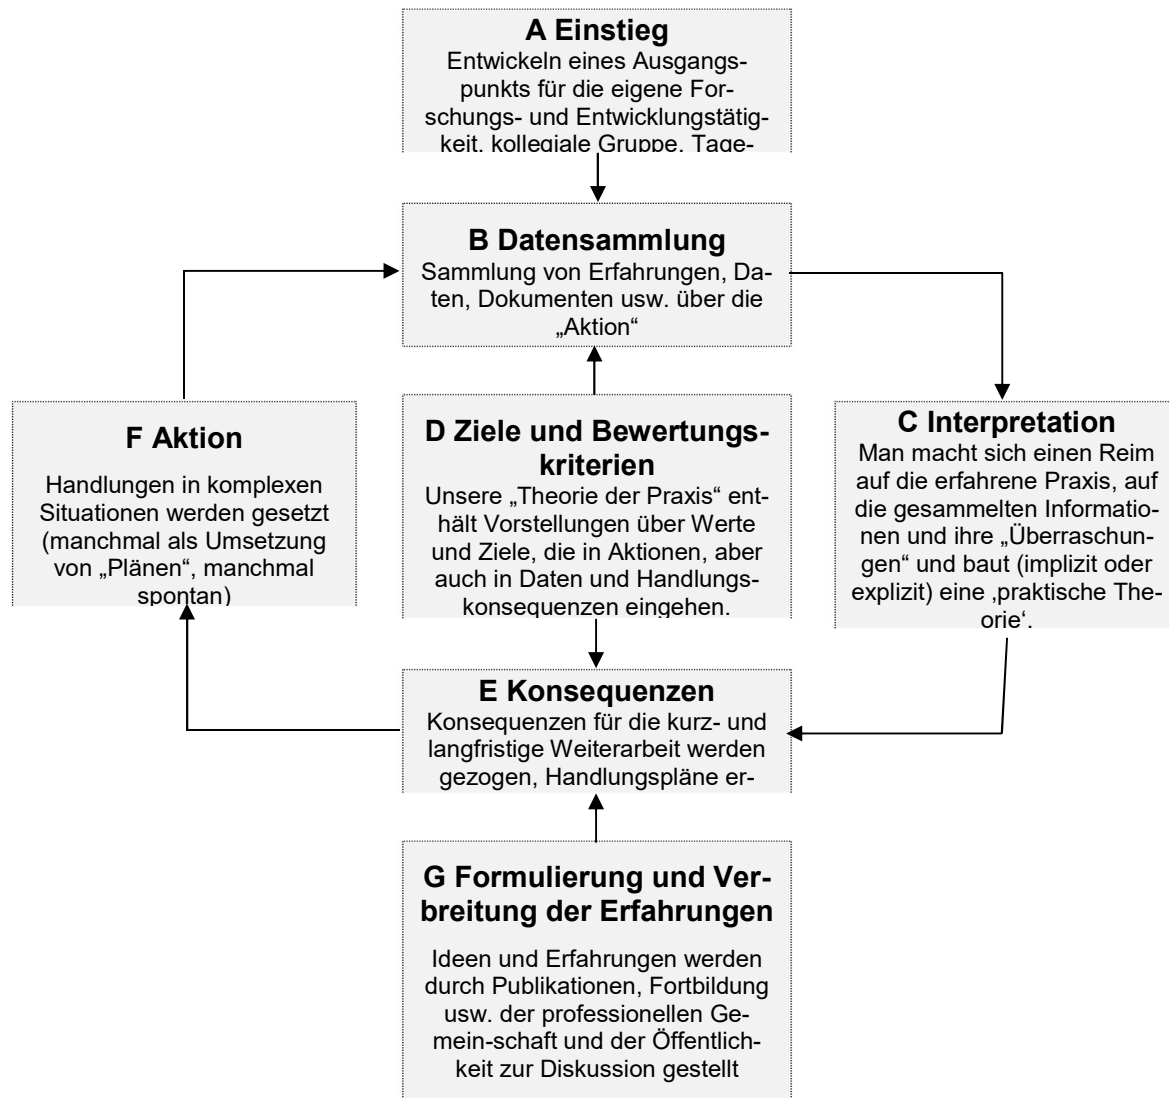 A Einstieg
Entwickeln eines Ausgangs-
punkts für die eigene For-
schungs- und Entwicklungstätig-
keit, kollegiale Gruppe, Tage-
B Datensammlung
Sammlung von Erfahrungen, Da-
ten, Dokumenten usw. über die
„Aktion“
F Aktion
Handlungen in komplexen
Situationen werden gesetzt
(manchmal als Umsetzung
von „Plänen“, manchmal
spontan)
D Ziele und Bewertungs-
kriterien
Unsere „Theorie der Praxis“ ent-
hält Vorstellungen über Werte
und Ziele, die in Aktionen, aber
auch in Daten und Handlungs-
konsequenzen eingehen.
C Interpretation
Man macht sich einen Reim
auf die erfahrene Praxis, auf
die gesammelten Informatio-
nen und ihre „Überraschun-
gen“ und baut (implizit oder
explizit) eine ‚praktische The-
orie‘.
E Konsequenzen
Konsequenzen für die kurz- und
langfristige Weiterarbeit werden
gezogen, Handlungspläne er-
G Formulierung und Ver-
breitung der Erfahrungen
Ideen und Erfahrungen werden
durch Publikationen, Fortbildung
usw. der professionellen Ge-
mein-schaft und der Öffentlich-
keit zur Diskussion gestellt